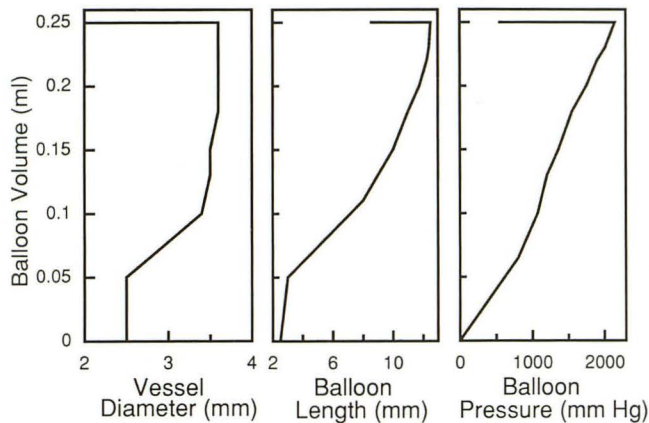 0.25
0.2
0.15
0.1
0.05
0
Balloon Volume (ml)
2 3 4
Vessel
Diameter (mm)
2 6 10
Balloon
Length (mm)
0 1000 2000
Balloon
Pressure (mm Hg)